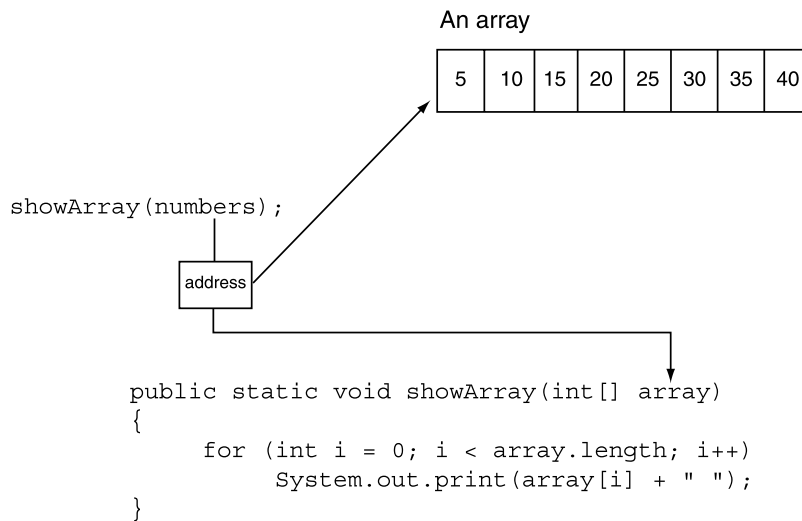 An array
5 10 15 20 25 30 35 40
showArray(numbers);
address
public static void showArray(int[] array)
{
for (int i = 0; i < array.length; i++)
System.out.print(array[i] + " ");
}